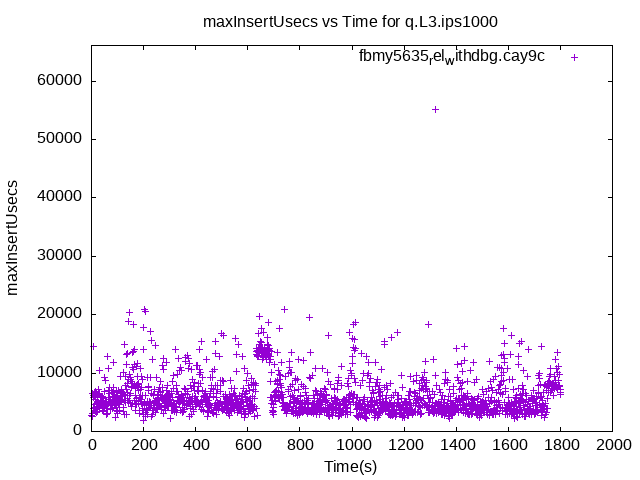 maxInsertUsecs vs Time for q.L3.ips1000
fbmy5635relwithdbg.cay9c
60000
50000
40000
30000
20000
10000
0
maxInsertUsecs
0 200 400 600 800 1000 1200 1400 1600 1800 2000
Time(s)